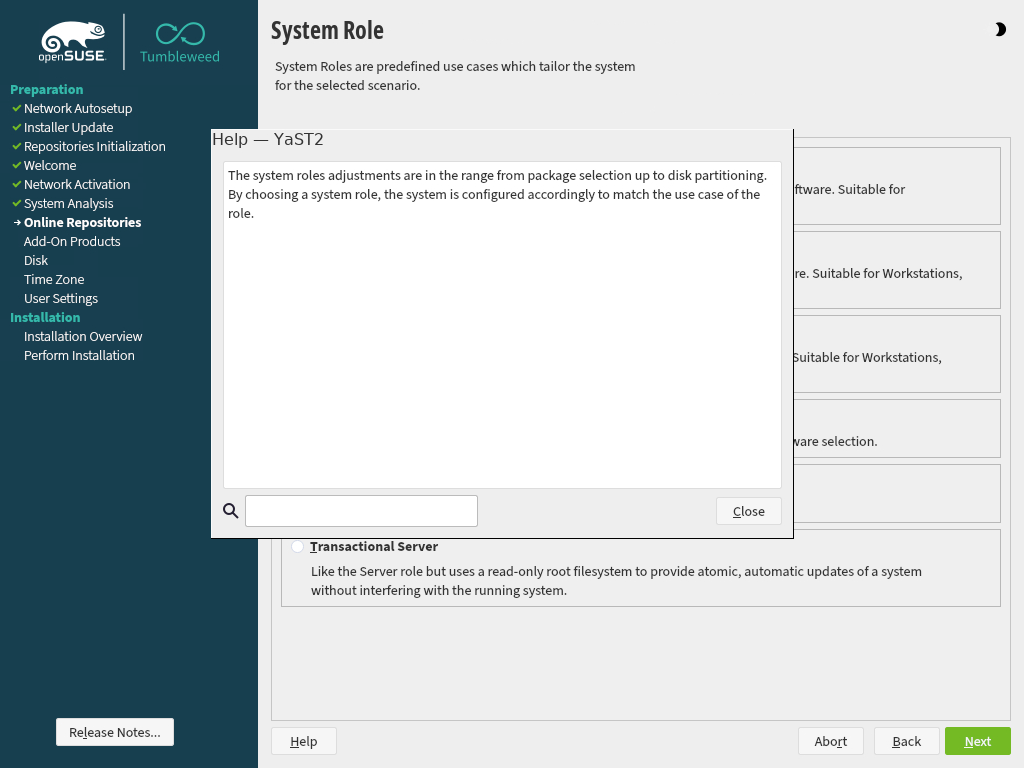 openSUSE
Tumbleweed
Preparation
Network Autosetup
Installer Update
Repositories Initialization
Welcome
Network Activation
System Analysis
Online Repositories
Add-On Products
Disk
Time Zone
User Settings
Installation
Installation Overview
Perform Installation
Release Notes...
System Role
System Roles are predefined use cases which tailor the system
for the selected scenario.
Help — YaST2
The system roles adjustments are in the range from package selection up to disk partitioning.
By choosing a system role, the system is configured accordingly to match the use case of the
role.
Close
ftware. Suitable for
re. Suitable for Workstations,
Suitable for Workstations,
ware selection.
Transactional Server
Like the Server role but uses a read-only root filesystem to provide atomic, automatic updates of a system
without interfering with the running system.
Help
Abort
Back
Next